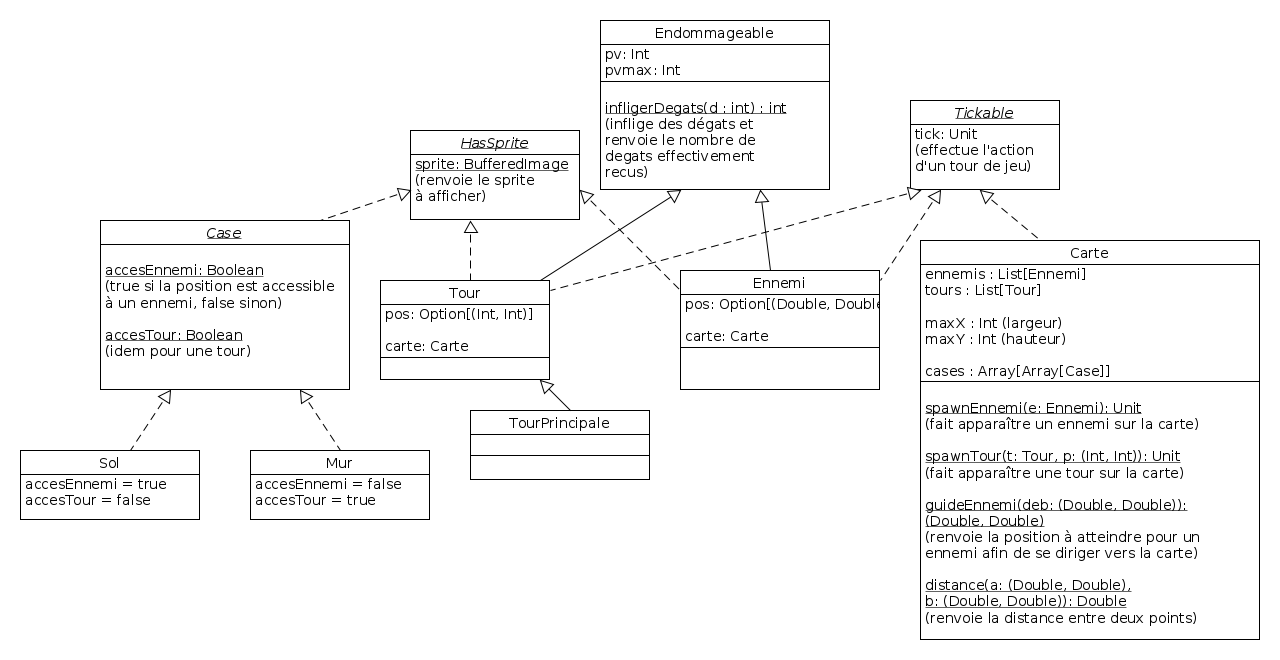 Endommageable
pv: Int
pvmax: Int
infligerDegats(d : int) : int
(inflige des dégats et
renvoie le nombre de
degats effectivement
recus)
Tickable
tick: Unit
(effectue l'action
d'un tour de jeu)
HasSprite
sprite: BufferedImage
(renvoie le sprite
à afficher)
Case
accesEnnemi: Boolean
(true si la position est accessible
à un ennemi, false sinon)
accesTour: Boolean
(idem pour une tour)
Tour
pos: Option[(Int, Int)]
carte: Carte
Ennemi
pos: Option[(Double, Double
carte: Carte
Carte
ennemis : List[Ennemi]
tours : List[Tour]
maxX : Int (largeur)
maxY : Int (hauteur)
cases : Array[Array[Case]]
spawnEnnemi(e: Ennemi): Unit
(fait apparaître un ennemi sur la carte)
spawnTour(t: Tour, p: (Int, Int)): Unit
(fait apparaître une tour sur la carte)
guideEnnemi(deb: (Double, Double)):
(Double, Double)
(renvoie la position à atteindre pour un
ennemi afin de se diriger vers la carte)
distance(a: (Double, Double),
b: (Double, Double)): Double
(renvoie la distance entre deux points)
TourPrincipale
Sol
accesEnnemi = true
accesTour = false
Mur
accesEnnemi = false
accesTour = true